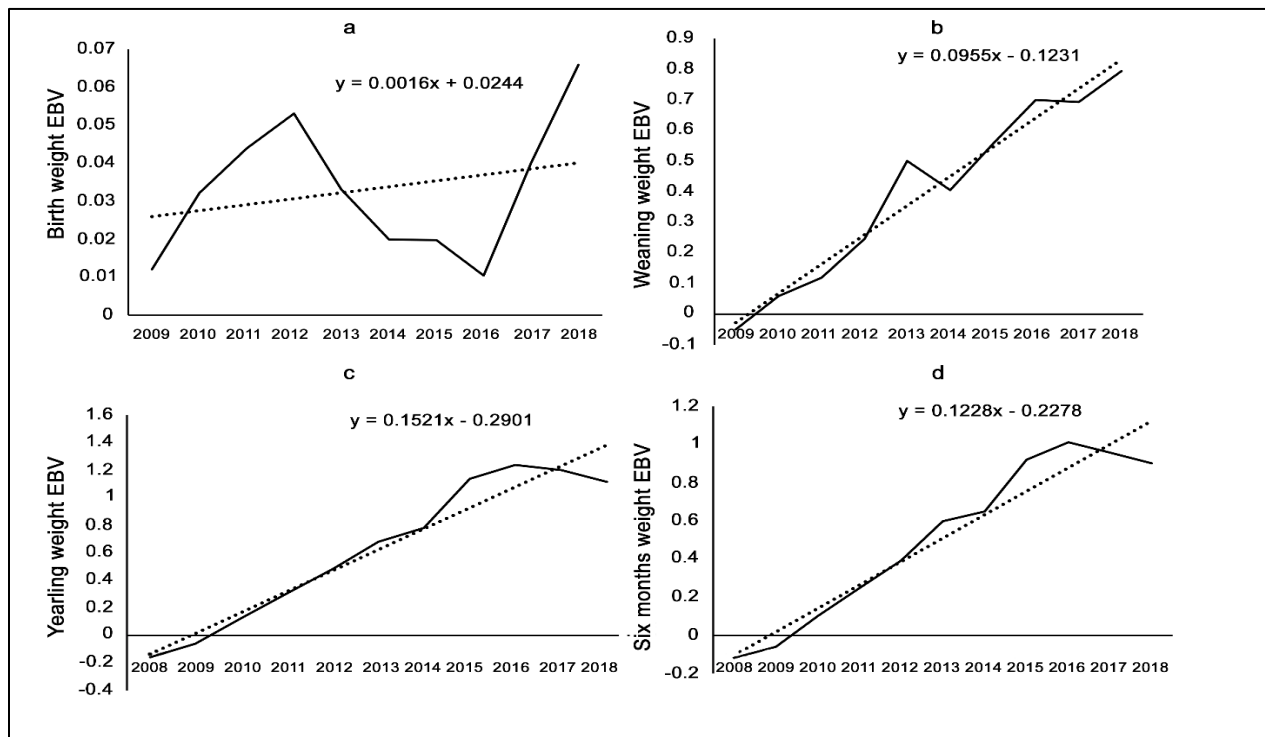 a
Birth weight EBV
y = 0.0016x + 0.0244
0.07
0.06
0.05
0.04
0.03
0.02
0.01
0
2009 2010 2011 2012 2013 2014 2015 2016 2017 2018
b
Weaning weight EBV
y = 0.0955x - 0.1231
0.9
0.8
0.7
0.6
0.5
0.4
0.3
0.2
0.1
0
-0.1
2009 2010 2011 2012 2013 2014 2015 2016 2017 2018
c
Yearling weight EBV
y = 0.1521x - 0.2901
1.6
1.4
1.2
1
0.8
0.6
0.4
0.2
0
-0.2
-0.4
2008 2009 2010 2011 2012 2013 2014 2015 2016 2017 2018
d
Six months weight EBV
y = 0.1228x - 0.2278
1.2
1
0.8
0.6
0.4
0.2
0
-0.2
2008 2009 2010 2011 2012 2013 2014 2015 2016 2017 2018